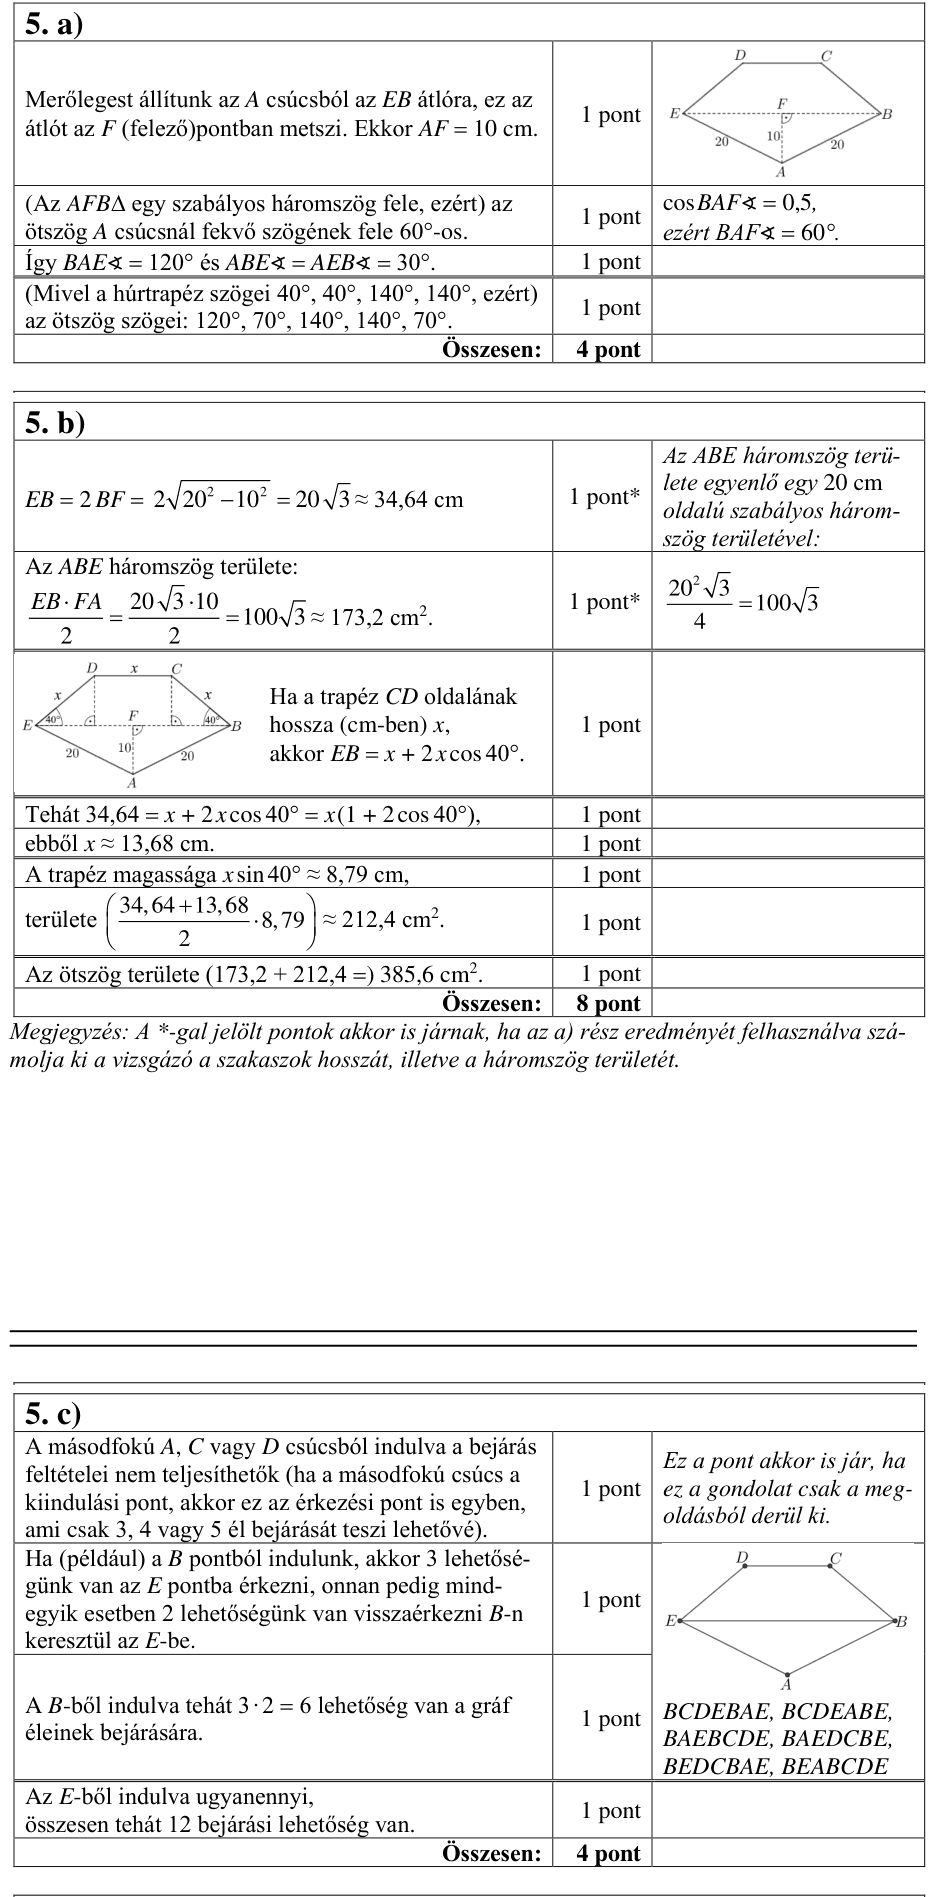 5. a)
Merőlegest állítunk az A csúcsból az EB átlóra, ez az
átlót az F (felező)pontban metszi. Ekkor AF = 10 cm.
1 pont
D C
E F B
10
20 20
A
(Az AFB∆ egy szabályos háromszög fele, ezért) az
ötszög A csúcsnál fekvő szögének fele 60°-os.
1 pont
cos BAF∢ = 0,5,
ezért BAF∢ = 60°.
Így BAE∢ = 120° és ABE∢ = AEB∢ = 30°.
1 pont
(Mivel a húrtrapéz szögei 40°, 40°, 140°, 140°, ezért)
az ötszög szögei: 120°, 70°, 140°, 140°, 70°.
1 pont
Összesen: 4 pont
5. b)
EB = 2 BF = 2√(20² – 10²) = 20√3 ≈ 34,64 cm
1 pont*
Az ABE háromszög terü-
lete egyenlő egy 20 cm
oldalú szabályos három-
szög területével:
Az ABE háromszög területe:
EB · FA / 2 = 20√3 · 10 / 2 = 100√3 ≈ 173,2 cm².
1 pont*
20²√3 / 4 = 100√3
D x C
x x
E 40° F 40° B
10
20 20
A
Ha a trapéz CD oldalának
hossza (cm-ben) x,
akkor EB = x + 2x cos 40°.
1 pont
Tehát 34,64 = x + 2x cos 40° = x(1 + 2 cos 40°),
1 pont
ebből x ≈ 13,68 cm.
1 pont
A trapéz magassága x sin 40° ≈ 8,79 cm,
1 pont
területe ((34,64 + 13,68) / 2 · 8,79) ≈ 212,4 cm².
1 pont
Az ötszög területe (173,2 + 212,4 =) 385,6 cm².
1 pont
Összesen: 8 pont
Megjegyzés: A *-gal jelölt pontok akkor is járnak, ha az a) rész eredményét felhasználva szá-
molja ki a vizsgázó a szakaszok hosszát, illetve a háromszög területét.
5. c)
A másodfokú A, C vagy D csúcsból indulva a bejárás
feltételei nem teljesíthetők (ha a másodfokú csúcs a
kiindulási pont, akkor ez az érkezési pont is egyben,
ami csak 3, 4 vagy 5 él bejárását teszi lehetővé).
1 pont
Ez a pont akkor is jár, ha
ez a gondolat csak a meg-
oldásból derül ki.
Ha (például) a B pontból indulunk, akkor 3 lehetősé-
günk van az E pontba érkezni, onnan pedig mind-
egyik esetben 2 lehetőségünk van visszaérkezni B-n
keresztül az E-be.
1 pont
D C
E B
A
A B-ből indulva tehát 3 · 2 = 6 lehetőség van a gráf
éleinek bejárására.
1 pont
BCDEBAE, BCDEABE,
BAEBCDE, BAEDCBE,
BEDCBAE, BEABCDE
Az E-ből indulva ugyanennyi,
összesen tehát 12 bejárási lehetőség van.
1 pont
Összesen: 4 pont